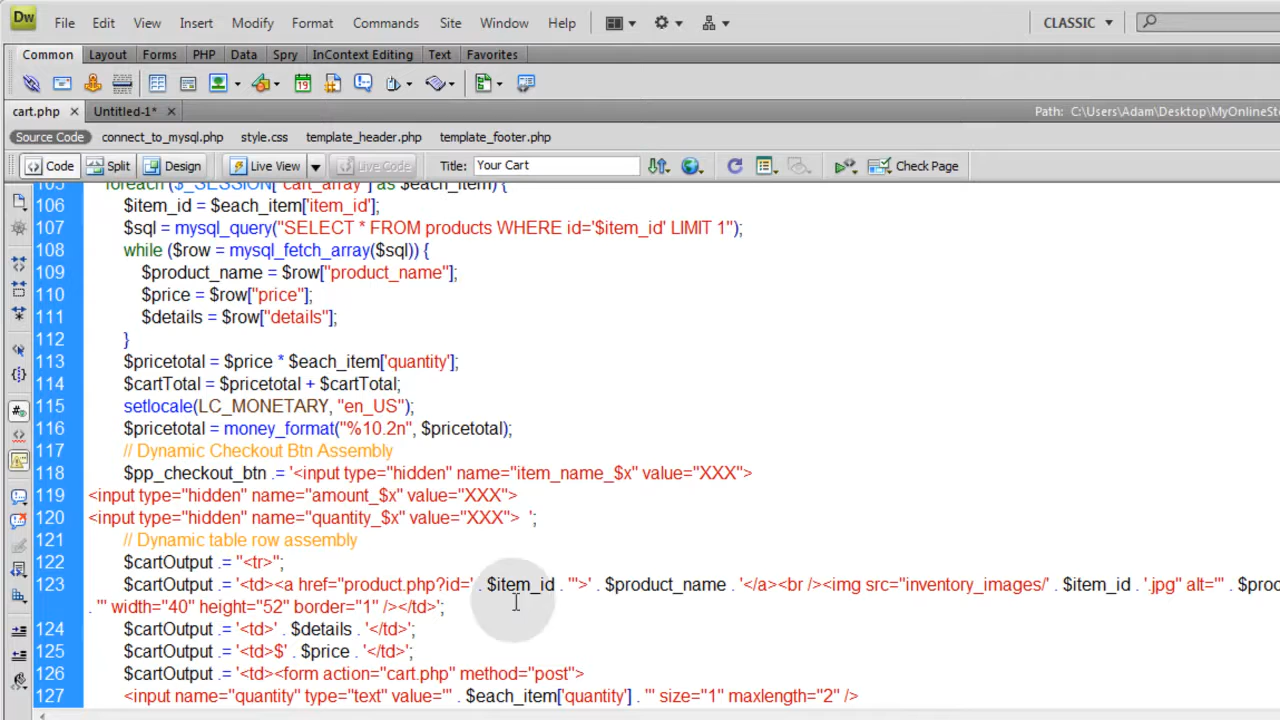 Dw File Edit View Insert Modify Format Commands Site Window Help CLASSIC
Common Layout Forms PHP Data Spry InContext Editing Text Favorites
19
cart.php × Untitled-1* × Path: C:\Users\Adam\Desktop\MyOnlineSt
Source Code connect_to_mysql.php style.css template_header.php template_footer.php
Code Split Design Live View Live Code Title: Your Cart Check Page
105 foreach ($_SESSION["cart_array"] as $each_item) {
106 $item_id = $each_item['item_id'];
107 $sql = mysql_query("SELECT * FROM products WHERE id='$item_id' LIMIT 1");
108 while ($row = mysql_fetch_array($sql)) {
109 $product_name = $row["product_name"];
110 $price = $row["price"];
111 $details = $row["details"];
112 }
113 $pricetotal = $price * $each_item['quantity'];
114 $cartTotal = $pricetotal + $cartTotal;
115 setlocale(LC_MONETARY, "en_US");
116 $pricetotal = money_format("%10.2n", $pricetotal);
117 // Dynamic Checkout Btn Assembly
118 $pp_checkout_btn .= '<input type="hidden" name="item_name_$x" value="XXX">
119 <input type="hidden" name="amount_$x" value="XXX">
120 <input type="hidden" name="quantity_$x" value="XXX">  ';
121 // Dynamic table row assembly
122 $cartOutput .= "<tr>";
123 $cartOutput .= '<td><a href="product.php?id=' . $item_id . '">' . $product_name . '</a><br /><img src="inventory_images/' . $item_id . '.jpg" alt="' . $pro
. '" width="40" height="52" border="1" /></td>';
124 $cartOutput .= '<td>' . $details . '</td>';
125 $cartOutput .= '<td>$' . $price . '</td>';
126 $cartOutput .= '<td><form action="cart.php" method="post">
127 <input name="quantity" type="text" value="' . $each_item['quantity'] . '" size="1" maxlength="2" />